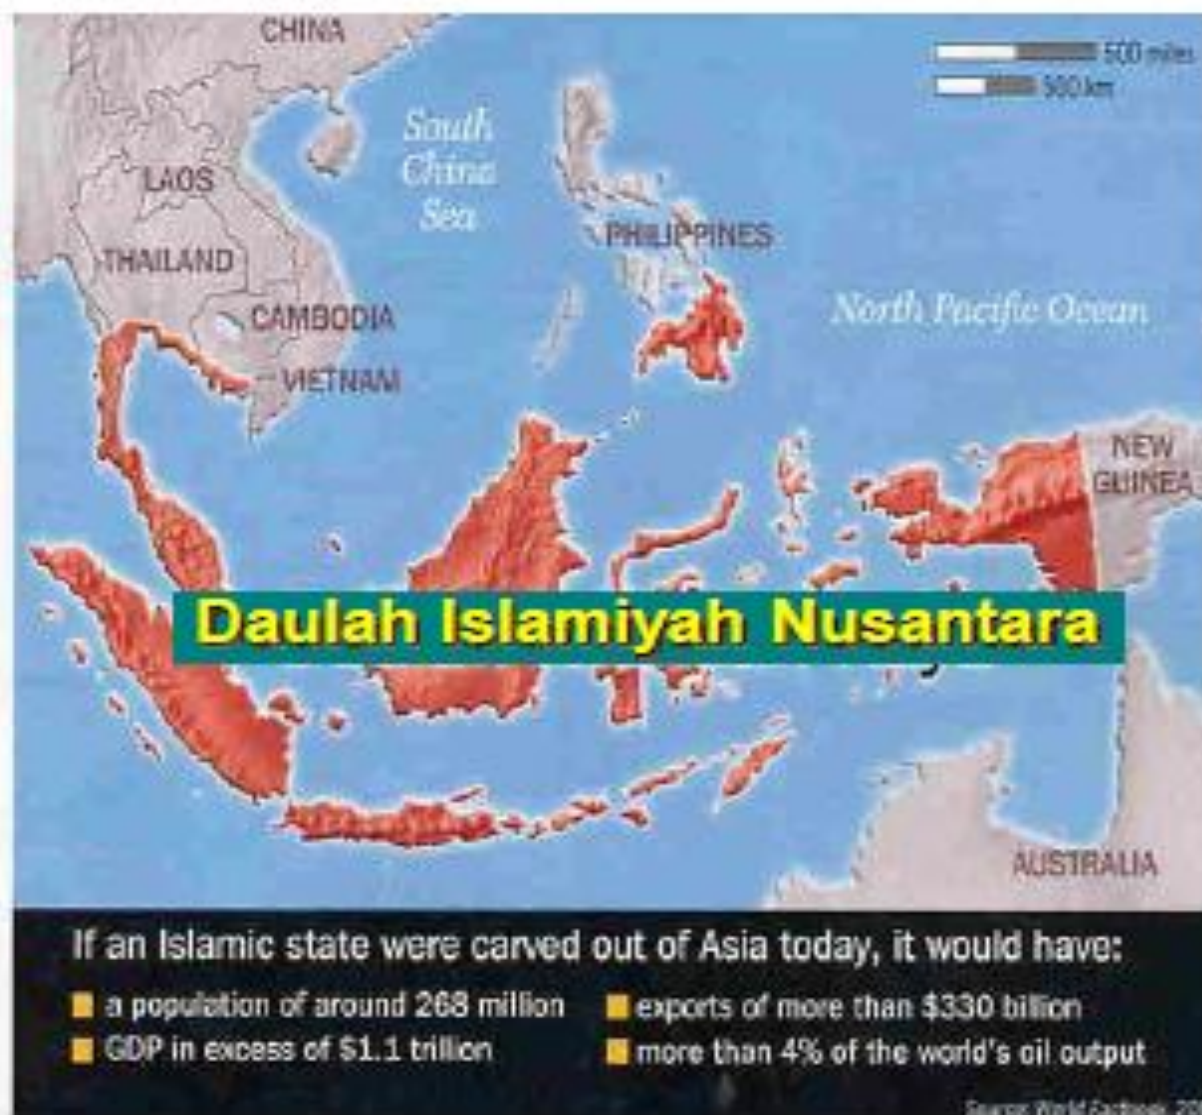 CHINA
500 miles
500 km
South
China
Sea
LAOS
PHILIPPINES
THAILAND
North Pacific Ocean
CAMBODIA
VIETNAM
NEW
GUINEA
Daulah Islamiyah Nusantara
AUSTRALIA
If an Islamic state were carved out of Asia today, it would have:
a population of around 268 million
exports of more than $330 billion
GDP in excess of $1.1 trillion
more than 4% of the world's oil output
Source: World Factbook,